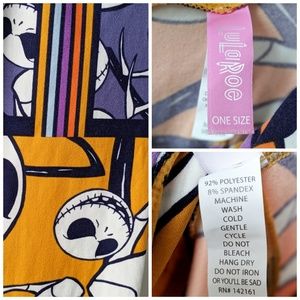 LuLaRoe
ONE SIZE
92% POLYESTER
8% SPANDEX
MACHINE
WASH
COLD
GENTLE
CYCLE
DO NOT
BLEACH
HANG DRY
DO NOT IRON
OR YOU'LL BE SAD
RN# 142161